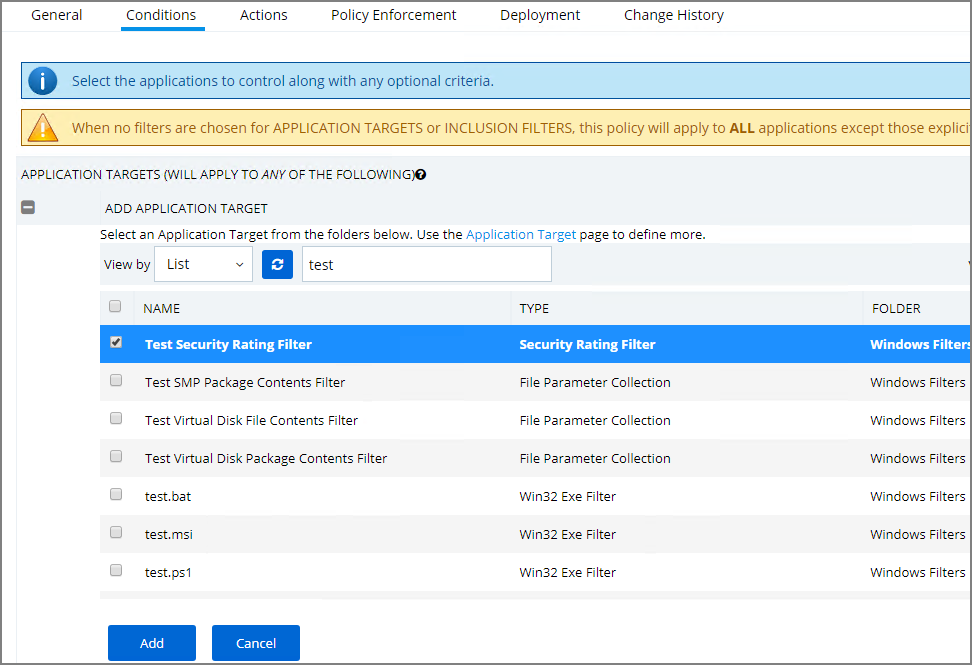 General Conditions Actions Policy Enforcement Deployment Change History
Select the applications to control along with any optional criteria.
When no filters are chosen for APPLICATION TARGETS or INCLUSION FILTERS, this policy will apply to ALL applications except those explici
APPLICATION TARGETS (WILL APPLY TO ANY OF THE FOLLOWING)
ADD APPLICATION TARGET
Select an Application Target from the folders below. Use the Application Target page to define more.
View by List test
NAME TYPE FOLDER
Test Security Rating Filter Security Rating Filter Windows Filters
Test SMP Package Contents Filter File Parameter Collection Windows Filters
Test Virtual Disk File Contents Filter File Parameter Collection Windows Filters
Test Virtual Disk Package Contents Filter File Parameter Collection Windows Filters
test.bat Win32 Exe Filter Windows Filters
test.msi Win32 Exe Filter Windows Filters
test.ps1 Win32 Exe Filter Windows Filters
Add Cancel